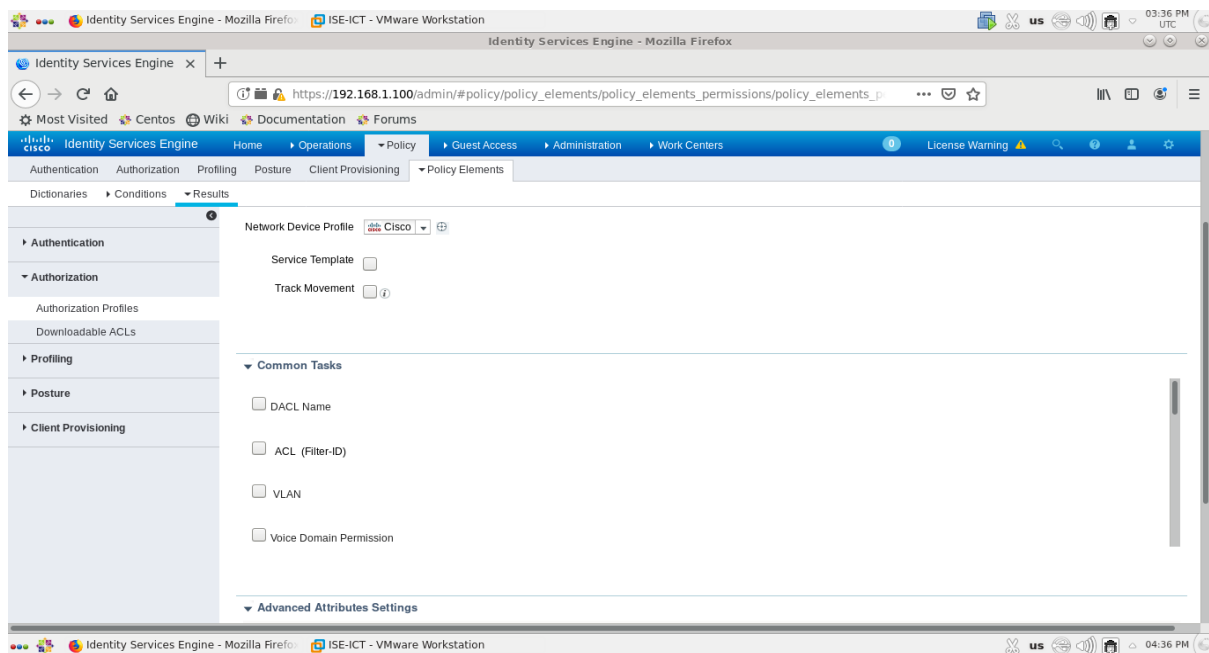 Identity Services Engine - Mozilla Firefo ISE-ICT - VMware Workstation us 03:36 PM UTC
Identity Services Engine - Mozilla Firefox
Identity Services Engine
https://192.168.1.100/admin/#policy/policy_elements/policy_elements_permissions/policy_elements_p
Most Visited Centos Wiki Documentation Forums
CISCO Identity Services Engine Home Operations Policy Guest Access Administration Work Centers 0 License Warning
Authentication Authorization Profiling Posture Client Provisioning Policy Elements
Dictionaries Conditions Results
Network Device Profile Cisco
Authentication
Service Template
Authorization
Track Movement
Authorization Profiles
Downloadable ACLs
Profiling
Common Tasks
Posture
DACL Name
Client Provisioning
ACL (Filter-ID)
VLAN
Voice Domain Permission
Advanced Attributes Settings
Identity Services Engine - Mozilla Firefo ISE-ICT - VMware Workstation us 04:36 PM